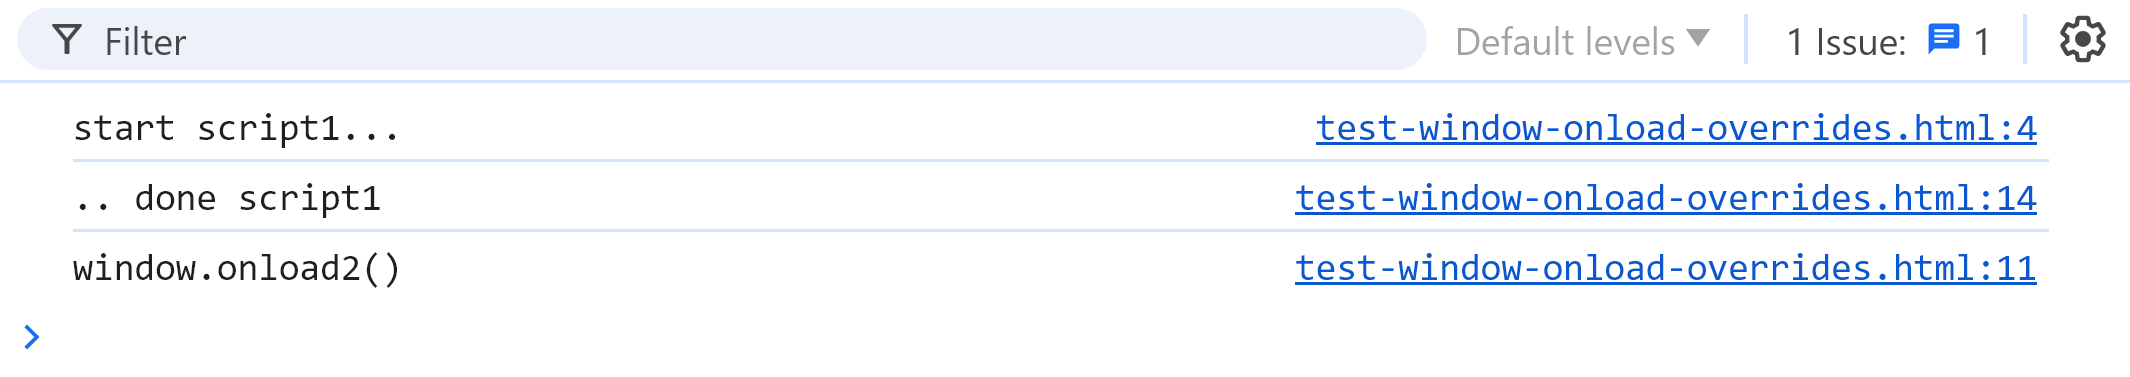 Filter Default levels 1 Issue: 1
start script1... test-window-onload-overrides.html:4
.. done script1 test-window-onload-overrides.html:14
window.onload2() test-window-onload-overrides.html:11